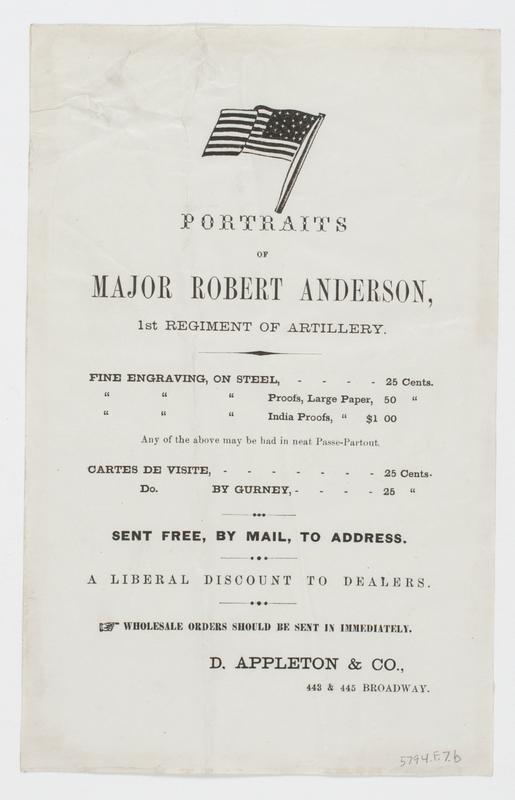 PORTRAITS
OF
MAJOR ROBERT ANDERSON,
1st REGIMENT OF ARTILLERY.
FINE ENGRAVING, ON STEEL, - - - - 25 Cents.
“ “ “ Proofs, Large Paper, 50 “
“ “ “ India Proofs, “ $1 00
Any of the above may be had in neat Passe-Partout.
CARTES DE VISITE, - - - - - - - 25 Cents.
Do. BY GURNEY, - - - - 25 “
SENT FREE, BY MAIL, TO ADDRESS.
A LIBERAL DISCOUNT TO DEALERS.
☞ WHOLESALE ORDERS SHOULD BE SENT IN IMMEDIATELY.
D. APPLETON & CO.,
443 & 445 BROADWAY.
5794.F.7.b